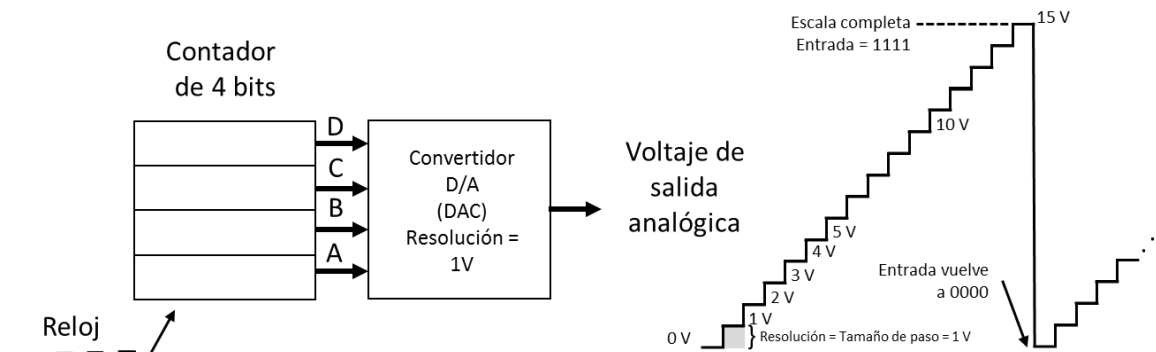 Contador
de 4 bits
D
C
B
A
Reloj
Convertidor
D/A
(DAC)
Resolución =
1V
Voltaje de
salida
analógica
Escala completa
Entrada = 1111
15 V
10 V
5 V
4 V
3 V
2 V
1 V
0 V
Resolución = Tamaño de paso = 1 V
Entrada vuelve
a 0000